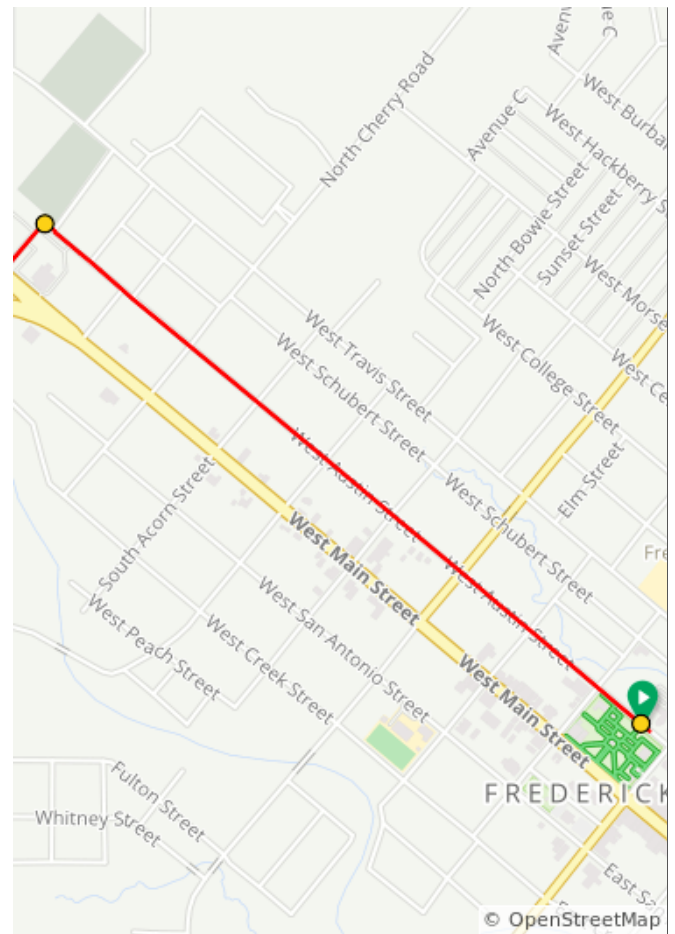 Avenue C
North Cherry Road
West Burba
Avenue C
West Hackberry S
North Bowie Street
Sunset Street
West Morse
West Travis Street
West College Street
West Ce
West Schubert Street
West Austin Street
Elm Street
South Acorn Street
West Schubert Street
Fre
West Main Street
West Austin Street
West San Antonio Street
West Peach Street
West Creek Street
West Main Street
FREDERICK
Fulton Street
Whitney Street
East Sa
© OpenStreetMap